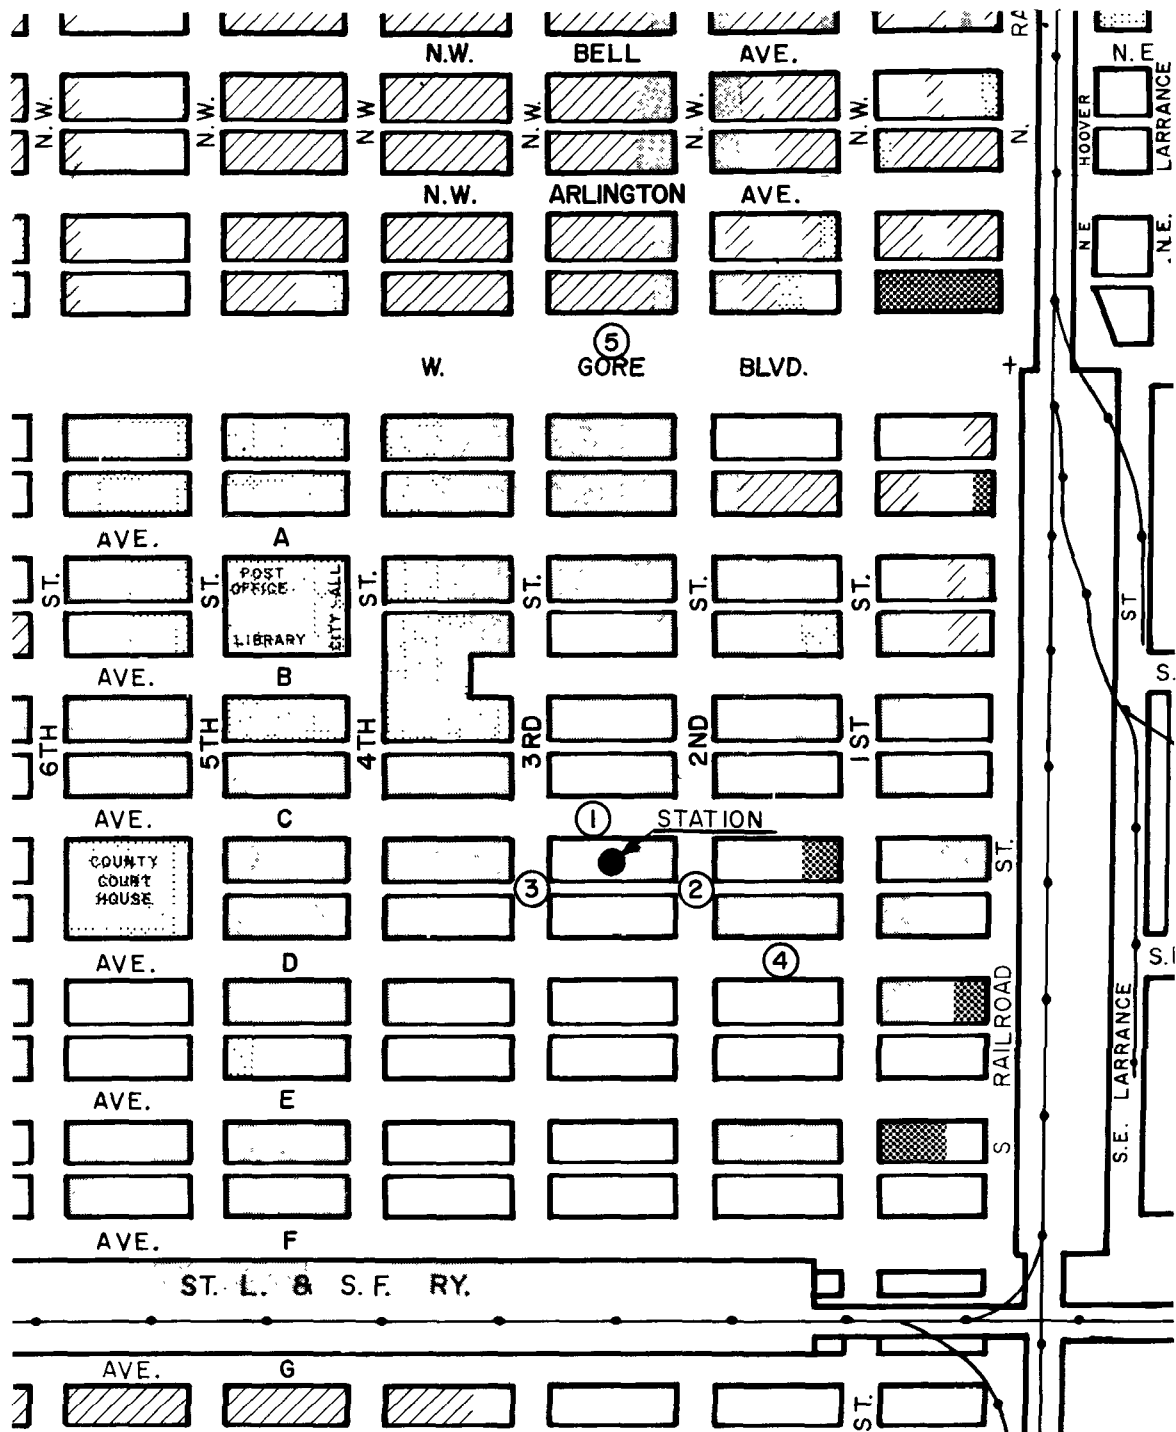 RA
N.W. BELL AVE. N.E
N.W. N.W. N.W N.W. N.W. N.W. N.
HOOVER
LARRANCE
N.W. ARLINGTON AVE.
NE
.N.E.
5
W. GORE BLVD.
+
AVE. A
POST
OFFICE
CITY HALL
LIBRARY
ST. ST. ST. ST. ST. ST.
ST
AVE. B
S.
6TH 5TH 4TH 3RD 2ND 1ST
AVE. C
1
STATION
COUNTY
COURT
HOUSE
3
2
ST.
AVE. D
4
S.E
S RAILROAD
S.E. LARRANCE
AVE. E
AVE. F
ST. L. & S.F. RY.
AVE. G
ST.